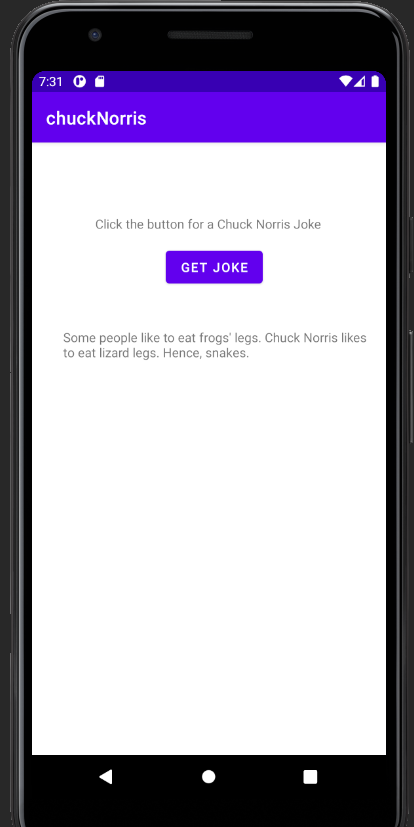 7:31
chuckNorris
Click the button for a Chuck Norris Joke
GET JOKE
Some people like to eat frogs' legs. Chuck Norris likes
to eat lizard legs. Hence, snakes.